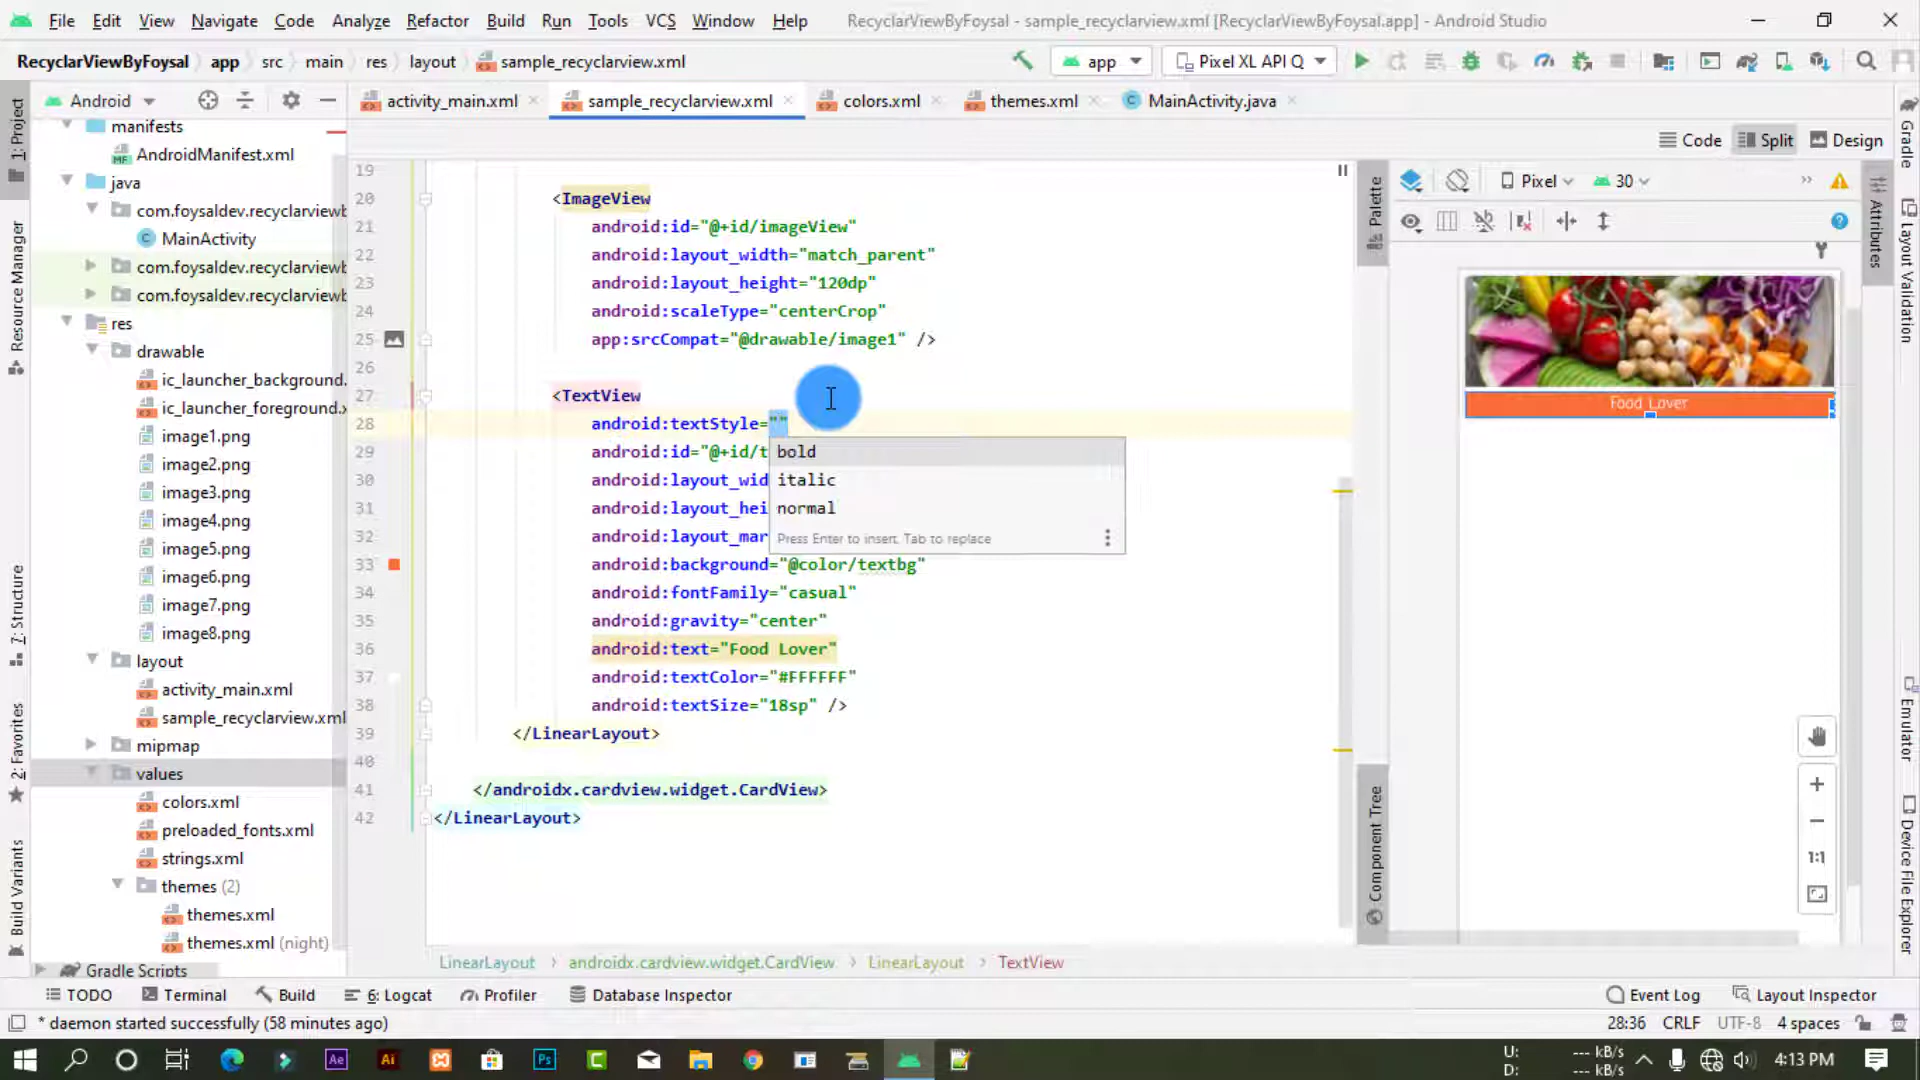 File Edit View Navigate Code Analyze Refactor Build Run Tools VCS Window Help RecyclarViewByFoysal - sample_recyclarview.xml [RecyclarViewByFoysal.app] - Android Studio
RecyclarViewByFoysal app src main res layout sample_recyclarview.xml app Pixel XL API Q
Android activity_main.xml sample_recyclarview.xml colors.xml themes.xml MainActivity.java
Code Split Design
1: Project
Resource Manager
7: Structure
2: Favorites
Build Variants
manifests
AndroidManifest.xml
java
com.foysaldev.recyclarviewb
MainActivity
com.foysaldev.recyclarviewb
com.foysaldev.recyclarviewb
res
drawable
ic_launcher_background.
ic_launcher_foreground.x
image1.png
image2.png
image3.png
image4.png
image5.png
image6.png
image7.png
image8.png
layout
activity_main.xml
sample_recyclarview.xml
mipmap
values
colors.xml
preloaded_fonts.xml
strings.xml
themes (2)
themes.xml
themes.xml (night)
Gradle Scripts
19
20 <ImageView
21 android:id="@+id/imageView"
22 android:layout_width="match_parent"
23 android:layout_height="120dp"
24 android:scaleType="centerCrop"
25 app:srcCompat="@drawable/image1" />
26
27 <TextView
28 android:textStyle=""
29 android:id="@+id/t
30 android:layout_wid
31 android:layout_hei
32 android:layout_mar
33 android:background="@color/textbg"
34 android:fontFamily="casual"
35 android:gravity="center"
36 android:text="Food Lover"
37 android:textColor="#FFFFFF"
38 android:textSize="18sp" />
39 </LinearLayout>
40
41 </androidx.cardview.widget.CardView>
42 </LinearLayout>
bold
italic
normal
Press Enter to insert, Tab to replace
LinearLayout androidx.cardview.widget.CardView LinearLayout TextView
Palette
Component Tree
Pixel 30
Food Lover
1:1
Attributes
Gradle
Layout Validation
Emulator
Device File Explorer
TODO Terminal Build 6: Logcat Profiler Database Inspector Event Log Layout Inspector
* daemon started successfully (58 minutes ago) 28:36 CRLF UTF-8 4 spaces
Ae Ai Ps C
U: --- kB/s
D: --- kB/s
4:13 PM